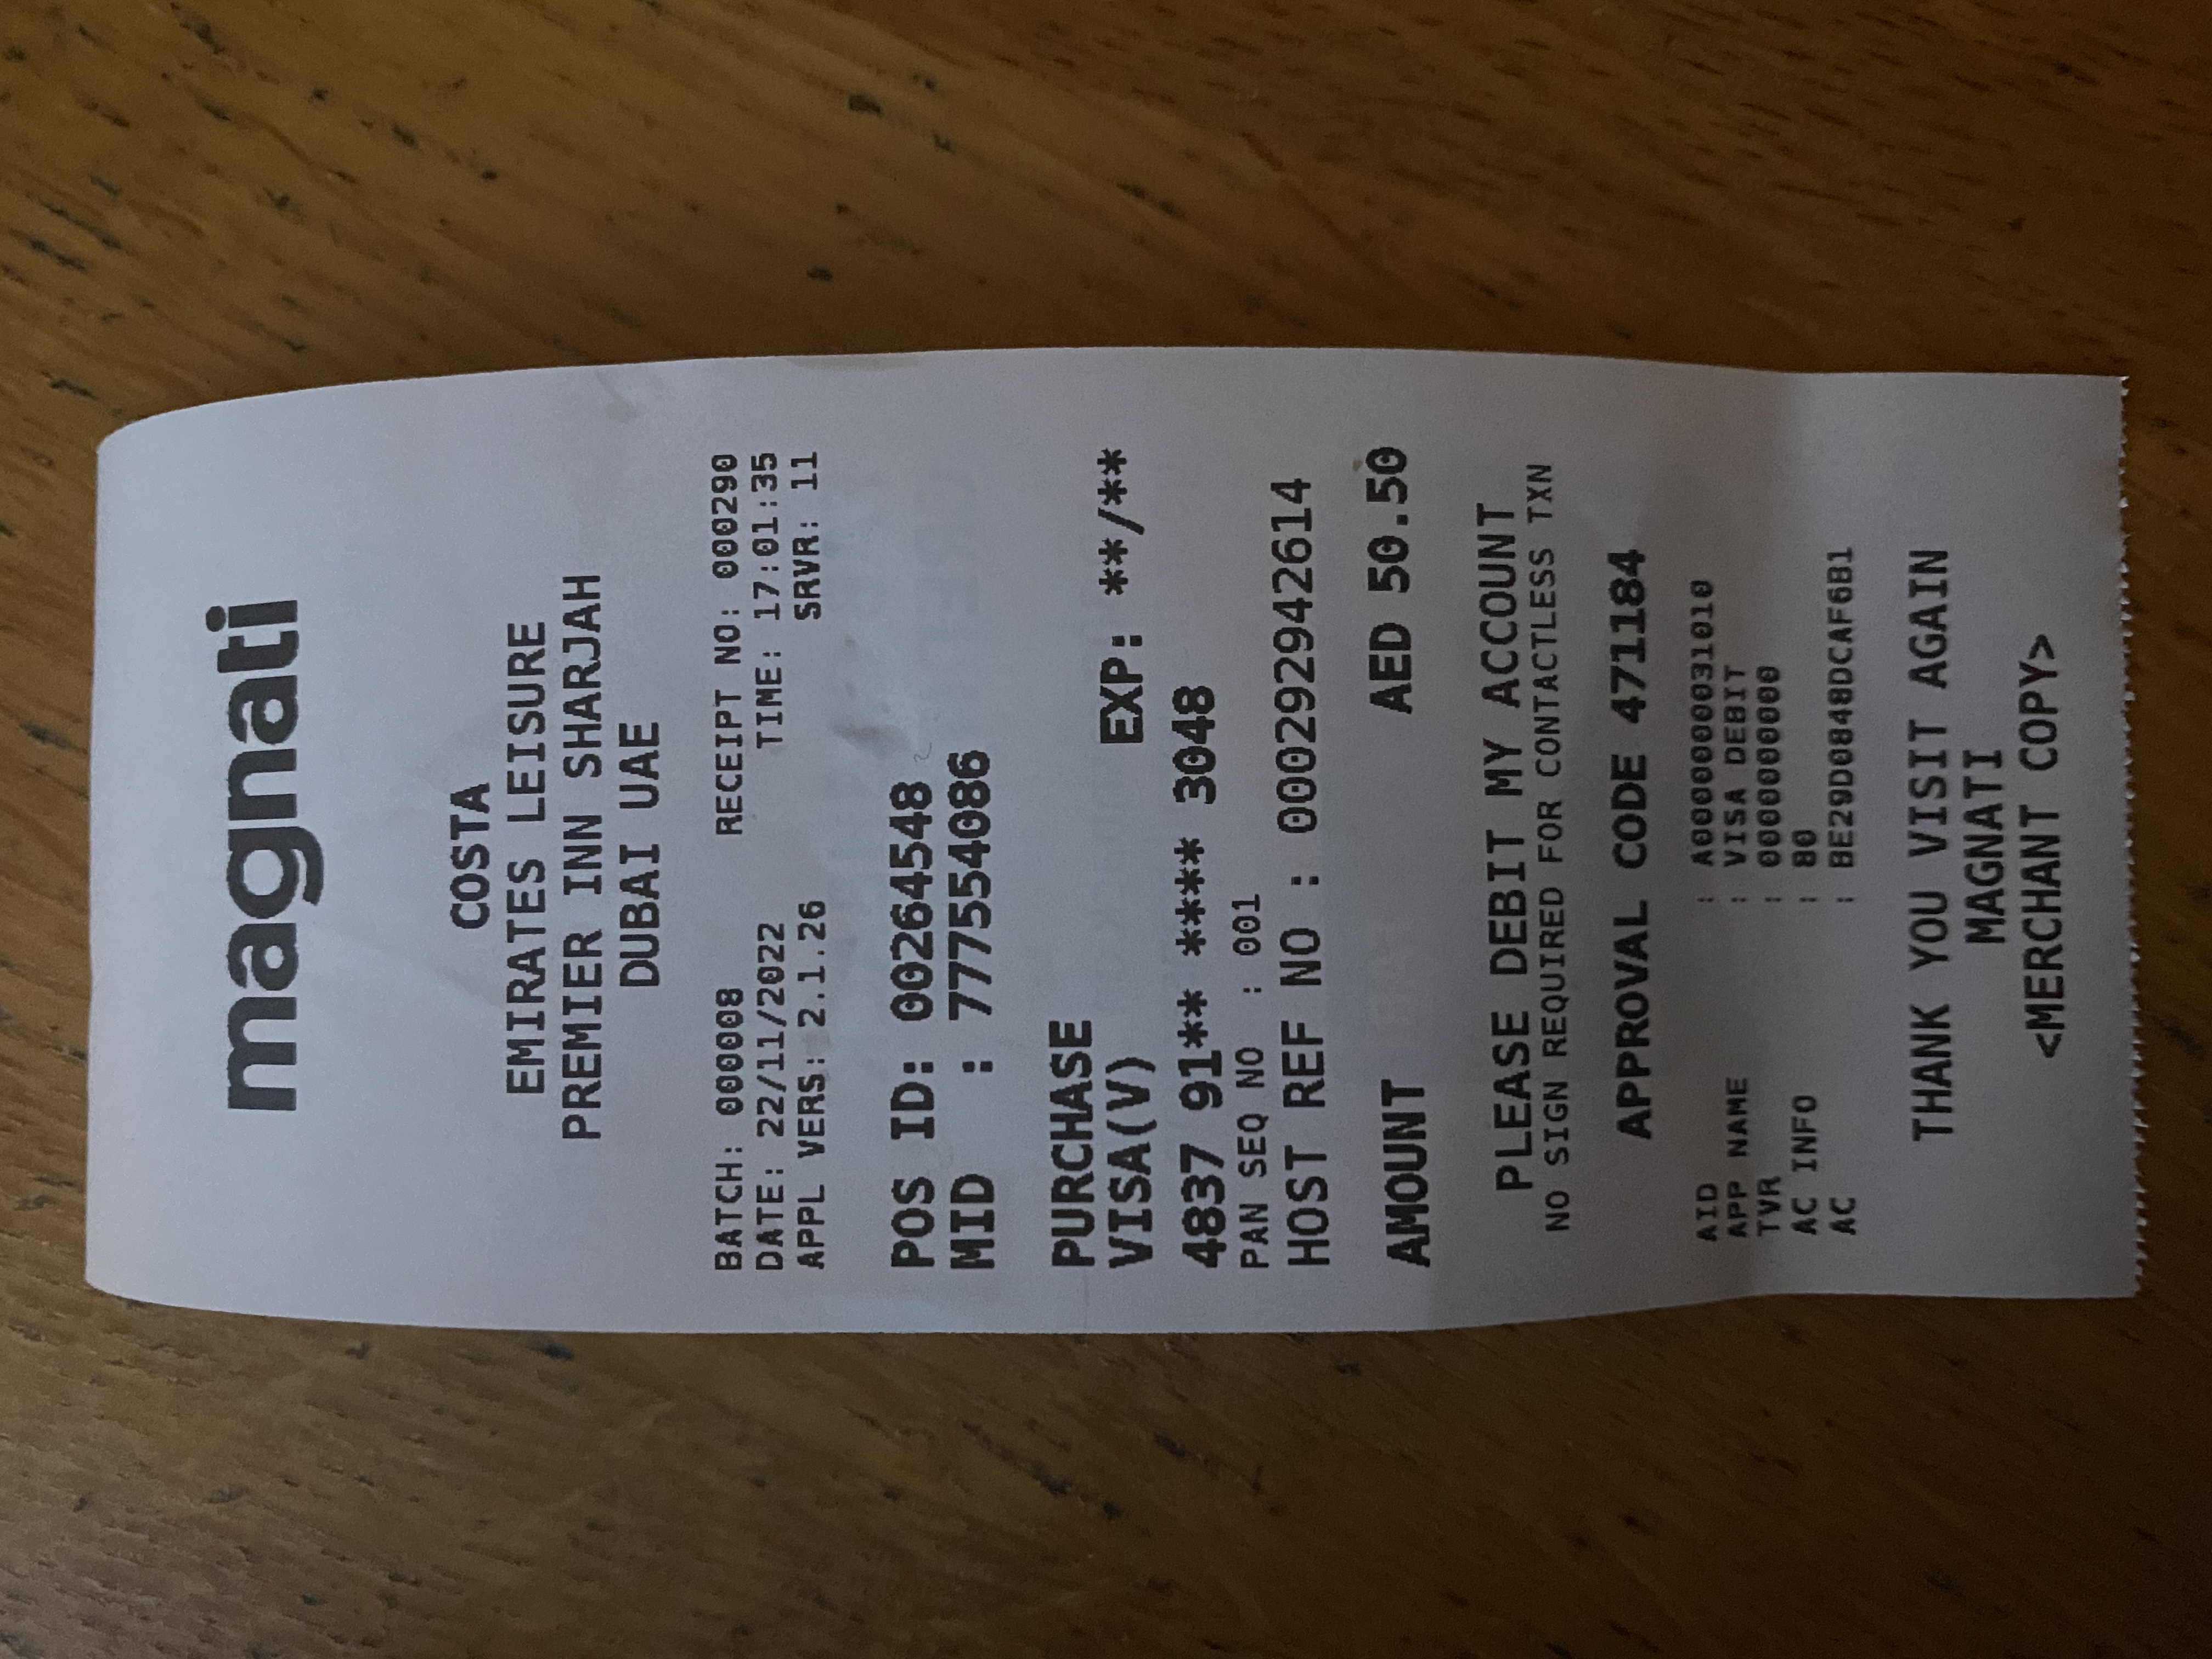 magnati
COSTA
EMIRATES LEISURE
PREMIER INN SHARJAH
DUBAI UAE
BATCH: 000008 RECEIPT NO: 000290
DATE: 22/11/2022 TIME: 17:01:35
APPL VERS: 2.1.26 SRVR: 11
POS ID: 00264548
MID : 777554086
PURCHASE
VISA(V) EXP: **/**
4837 91** **** 3048
PAN SEQ NO : 001
HOST REF NO : 000292942614
AMOUNT AED 50.50
PLEASE DEBIT MY ACCOUNT
NO SIGN REQUIRED FOR CONTACTLESS TXN
APPROVAL CODE 471184
AID : A0000000031010
APP NAME : VISA DEBIT
TVR : 0000000000
AC INFO : 80
AC : BE29D0848DCAF6B1
THANK YOU VISIT AGAIN
MAGNATI
<MERCHANT COPY>